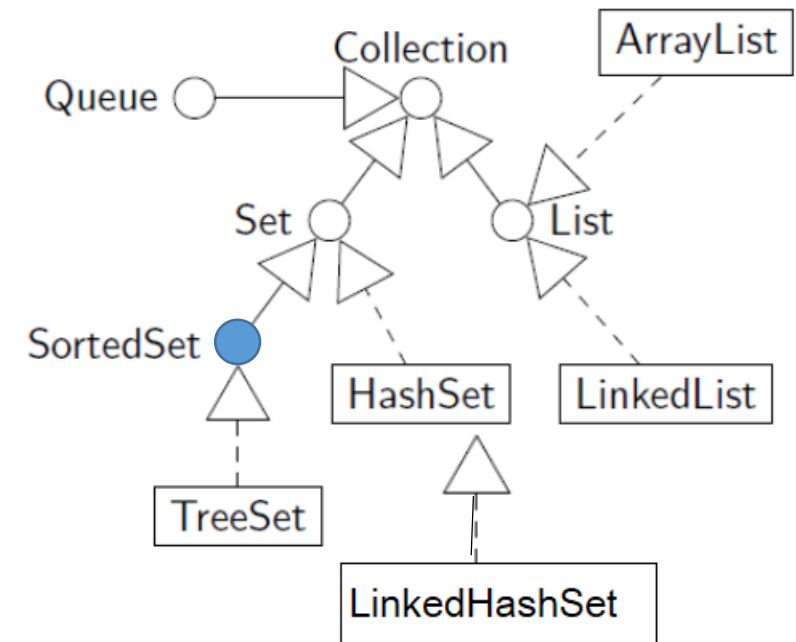 Collection
ArrayList
Queue
Set
List
SortedSet
HashSet
LinkedList
TreeSet
LinkedHashSet